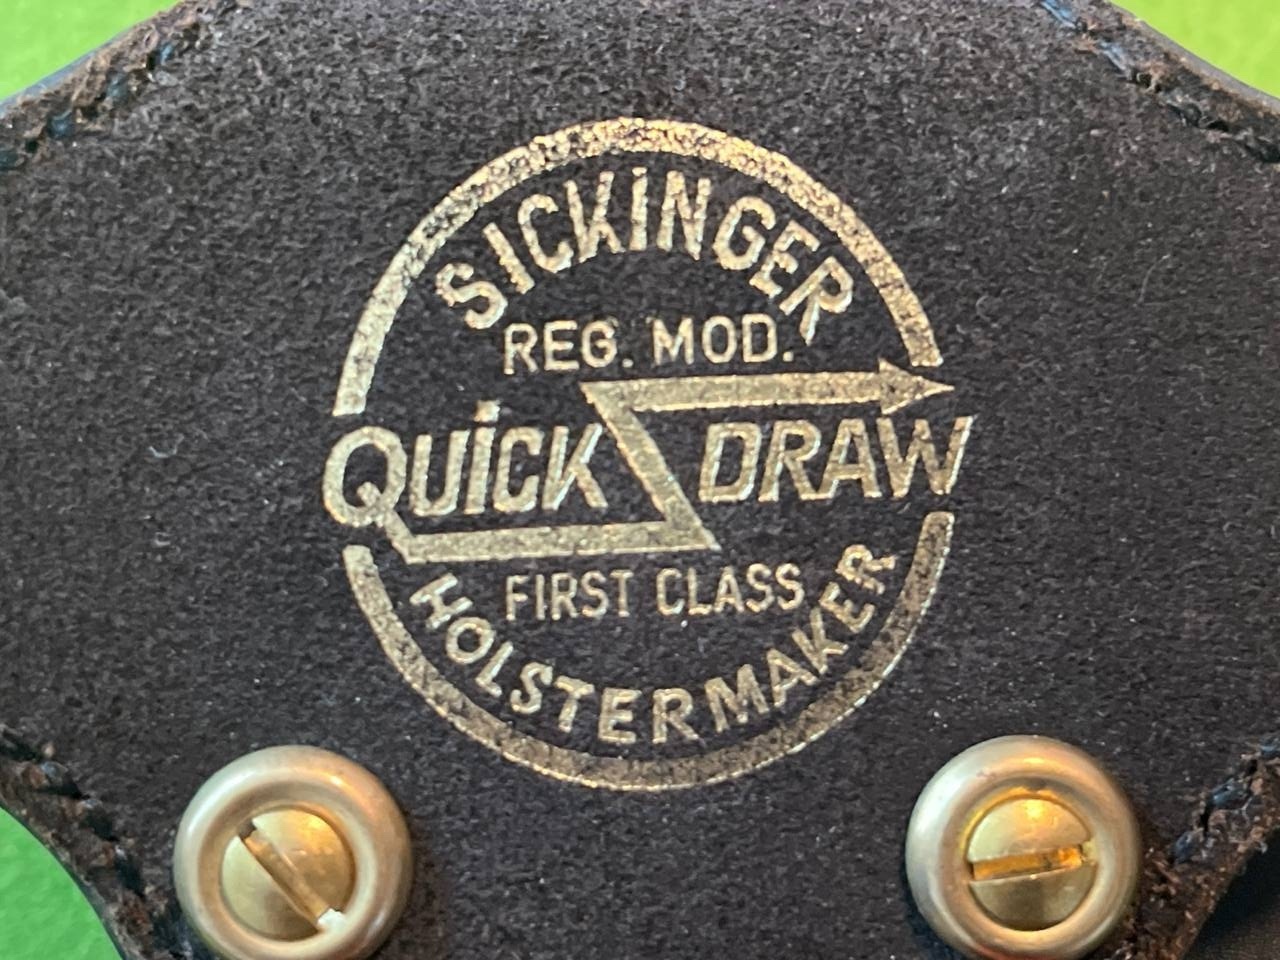 SICKINGER
REG. MOD.
QUICK DRAW
FIRST CLASS
HOLSTERMAKER